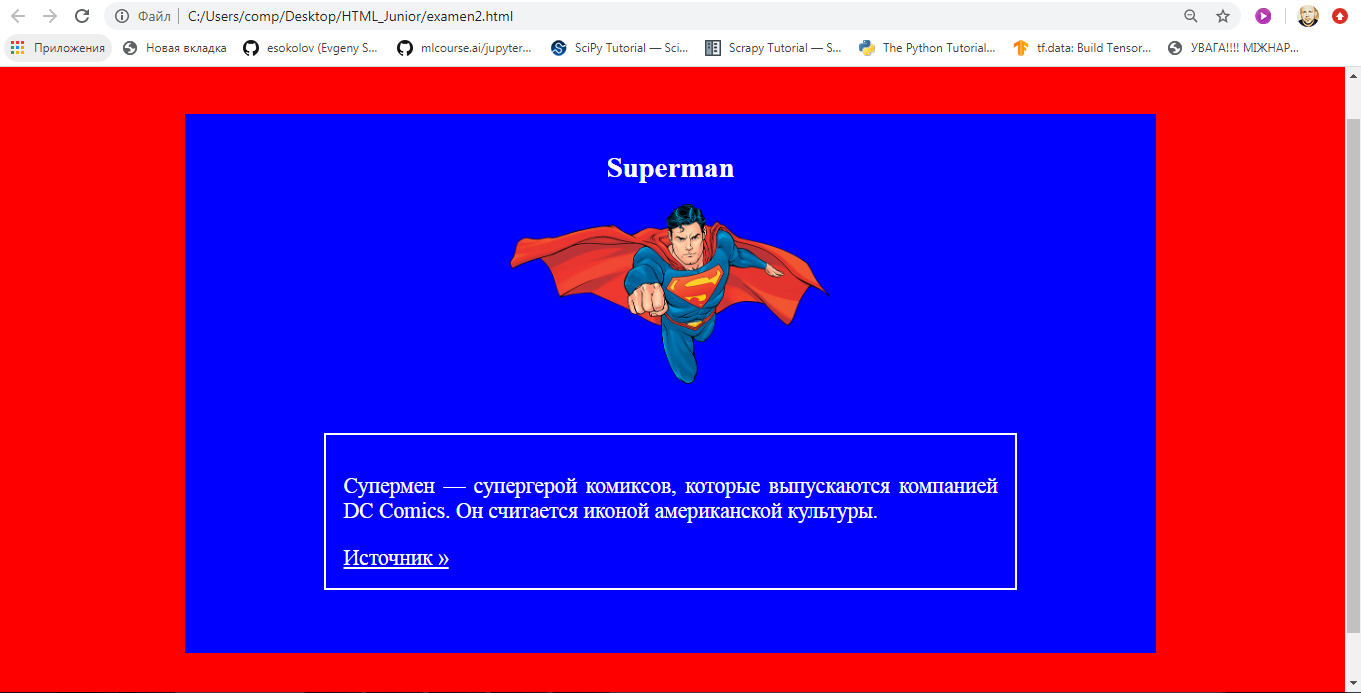 Файл | C:/Users/comp/Desktop/HTML_Junior/examen2.html
Приложения
Новая вкладка
esokolov (Evgeny S...
mlcourse.ai/jupyter...
SciPy Tutorial — Sci...
Scrapy Tutorial — S...
The Python Tutorial...
tf.data: Build Tensor...
УВАГА!!!! МІЖНАР...
Superman
Супермен — супергерой комиксов, которые выпускаются компанией
DC Comics. Он считается иконой американской культуры.
Источник »